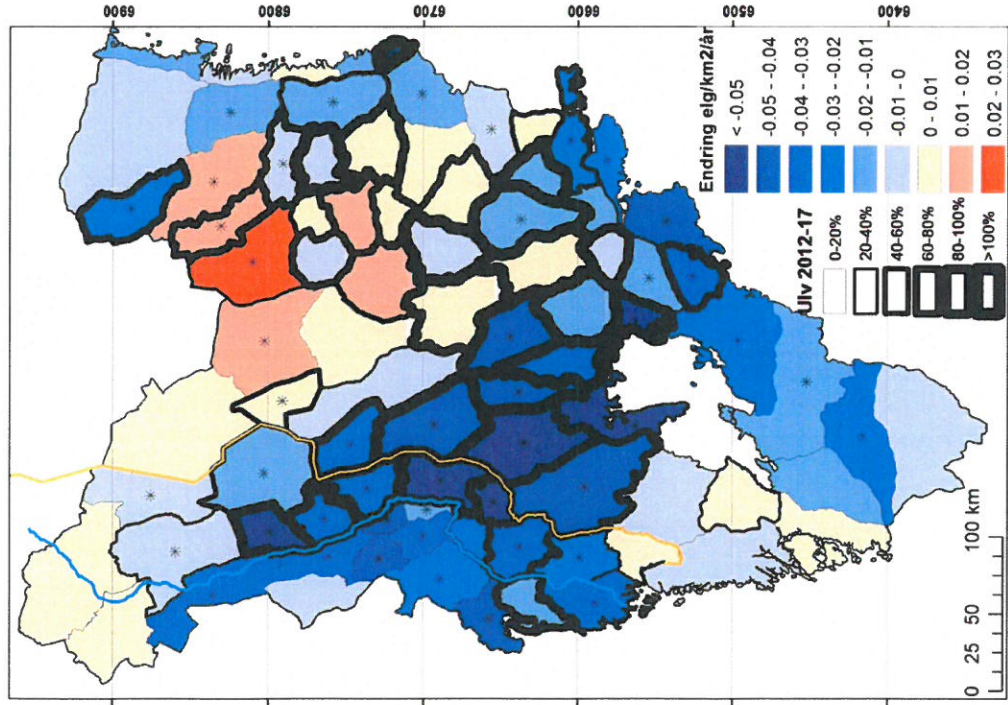 6900
6800
6700
6600
6500
6400
Endring elg/km2/år
< -0.05
-0.05 - -0.04
-0.04 - -0.03
-0.03 - -0.02
-0.02 - -0.01
-0.01 - 0
0 - 0.01
0.01 - 0.02
0.02 - 0.03
Ulv 2012-17
0-20%
20-40%
40-60%
60-80%
80-100%
>100%
0 25 50 100 km